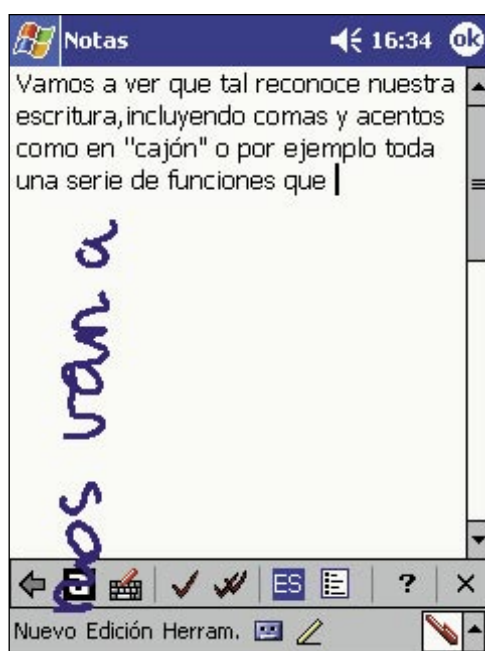 Notas 16:34 ok
Vamos a ver que tal reconoce nuestra
escritura,incluyendo comas y acentos
como en "cajón" o por ejemplo toda
una serie de funciones que
nos van a
ES ? ×
Nuevo Edición Herram.